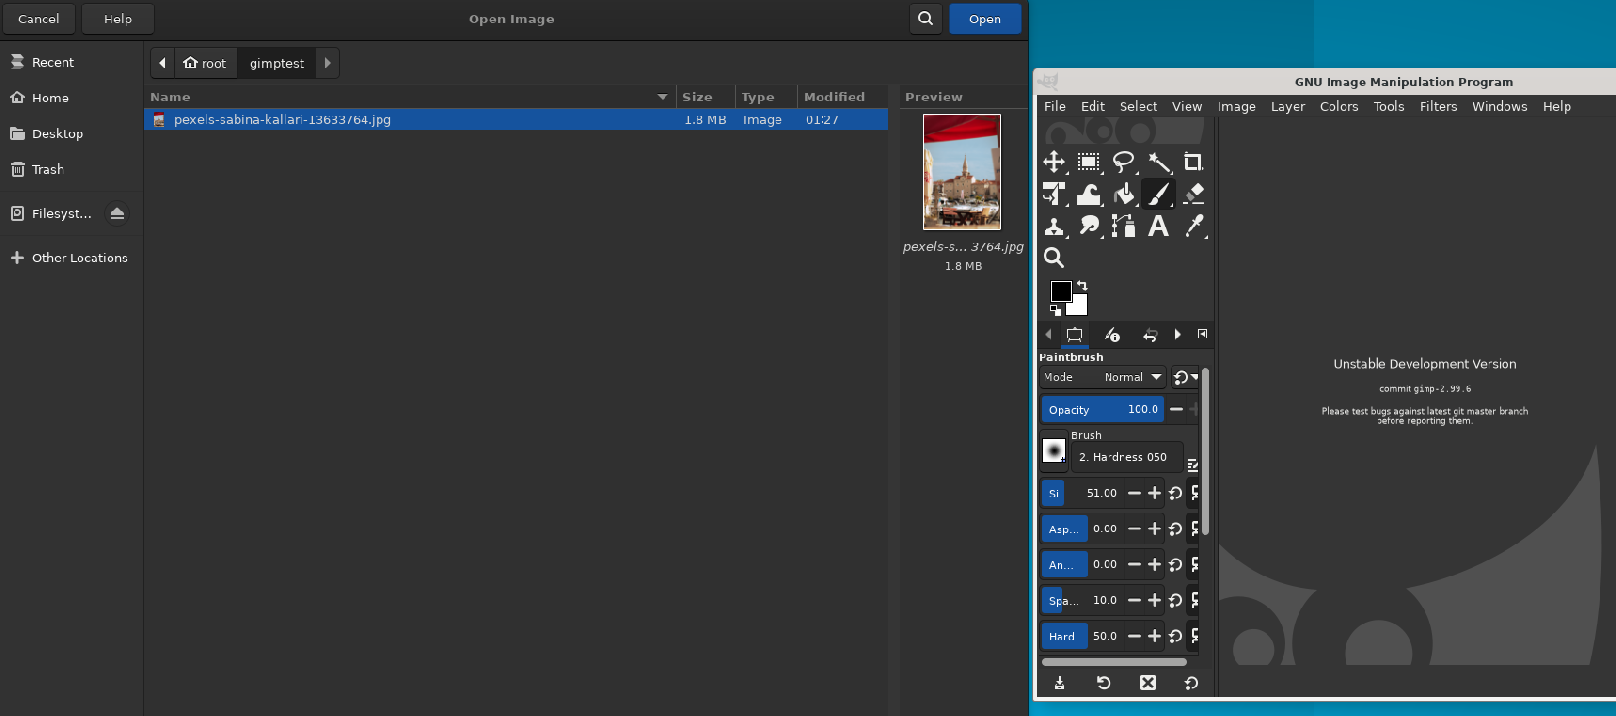 Cancel Help Open Image Open
Recent
Home
Desktop
Trash
Filesyst...
Other Locations
root gimptest
Name Size Type Modified
pexels-sabina-kallari-13633764.jpg 1.8 MB Image 01:27
Preview
pexels-s... 3764.jpg
1.8 MB
GNU Image Manipulation Program
File Edit Select View Image Layer Colors Tools Filters Windows Help
Paintbrush
Mode Normal
Opacity 100.0
Brush
2. Hardness 050
Si 51.00
Asp... 0.00
An... 0.00
Spa... 10.0
Hard 50.0
Unstable Development Version
commit gimp-2.99.6
Please test bugs against latest git master branch
before reporting them.